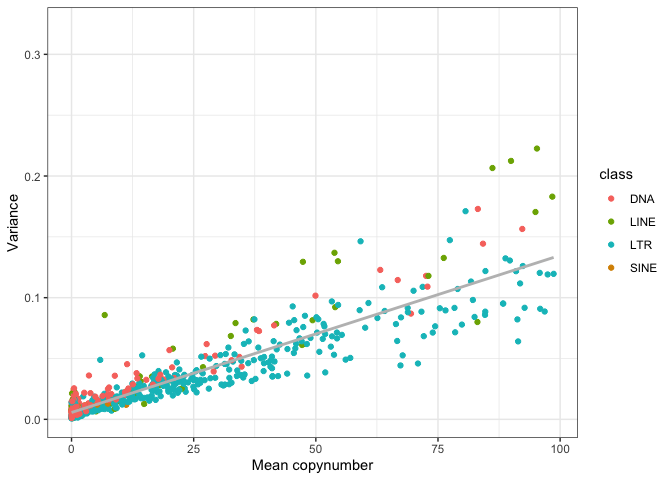 0.3
0.2
0.1
0.0
Variance
0
25
50
75
100
Mean copynumber
class
DNA
LINE
LTR
SINE